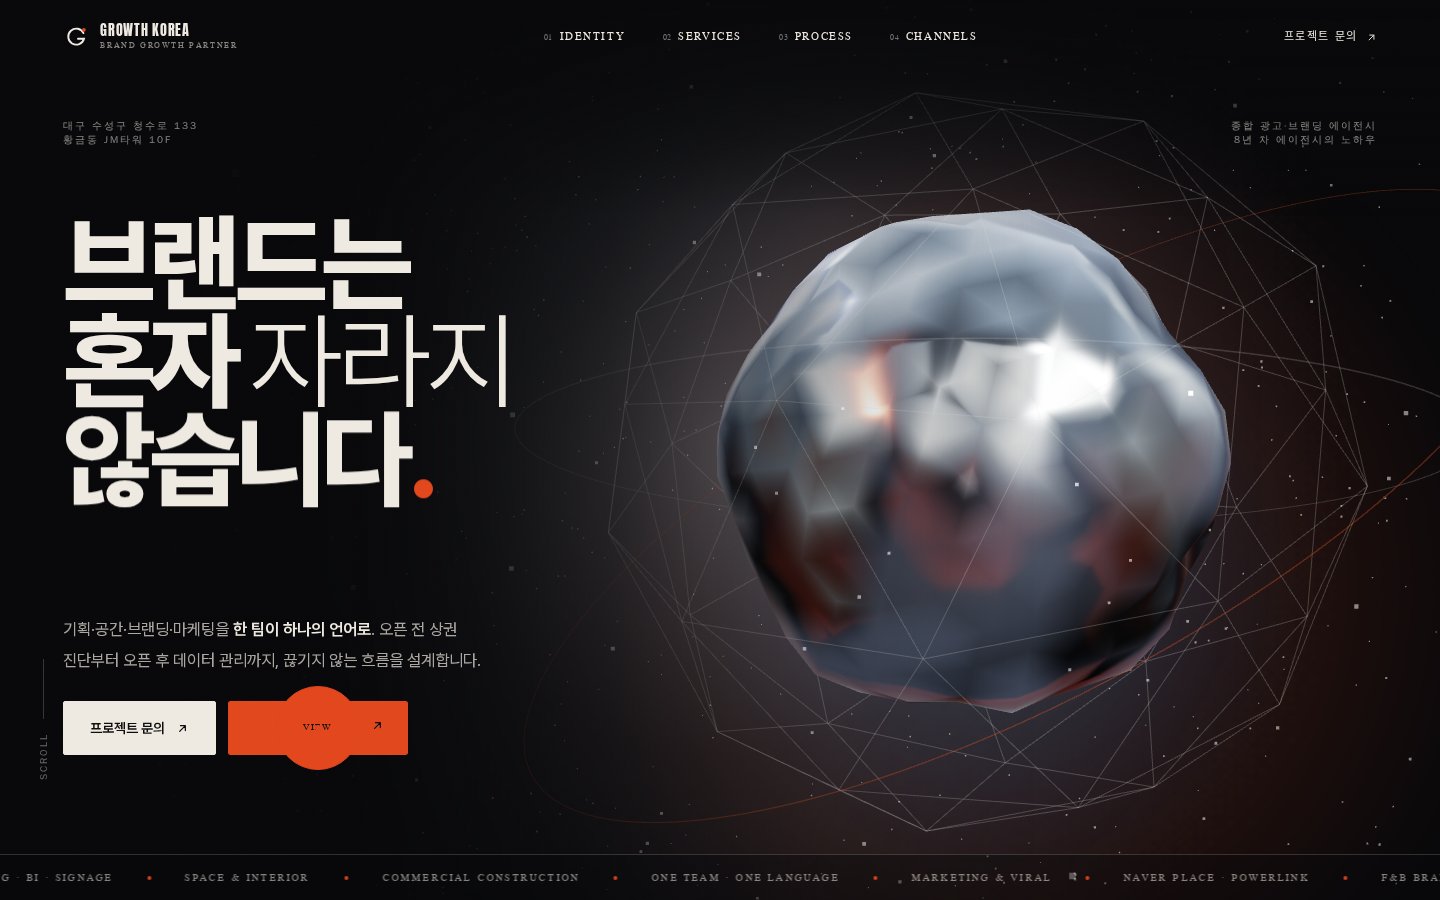 GROWTH KOREA
BRAND GROWTH PARTNER
01 IDENTITY
02 SERVICES
03 PROCESS
04 CHANNELS
프로젝트 문의
대구 수성구 청수로 133
황금동 JM타워 10F
종합 광고·브랜딩 에이전시
8년 차 에이전시의 노하우
브랜드는
혼자 자라지
않습니다.
기획·공간·브랜딩·마케팅을 한 팀이 하나의 언어로. 오픈 전 상권
진단부터 오픈 후 데이터 관리까지, 끊기지 않는 흐름을 설계합니다.
프로젝트 문의
VIEW
SCROLL
G · BI · SIGNAGE • SPACE & INTERIOR • COMMERCIAL CONSTRUCTION • ONE TEAM · ONE LANGUAGE • MARKETING & VIRAL • NAVER PLACE · POWERLINK • F&B